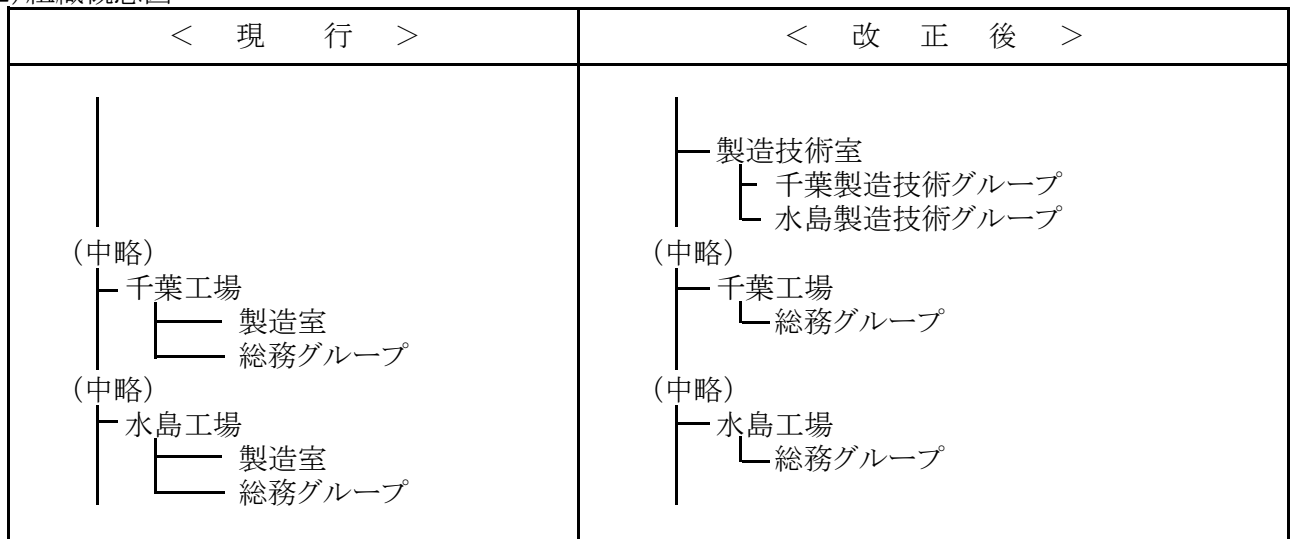 ＜　現　　行　＞
＜　改　正　後　＞
(中略)
千葉工場
製造室
総務グループ
(中略)
水島工場
製造室
総務グループ
製造技術室
千葉製造技術グループ
水島製造技術グループ
(中略)
千葉工場
総務グループ
(中略)
水島工場
総務グループ